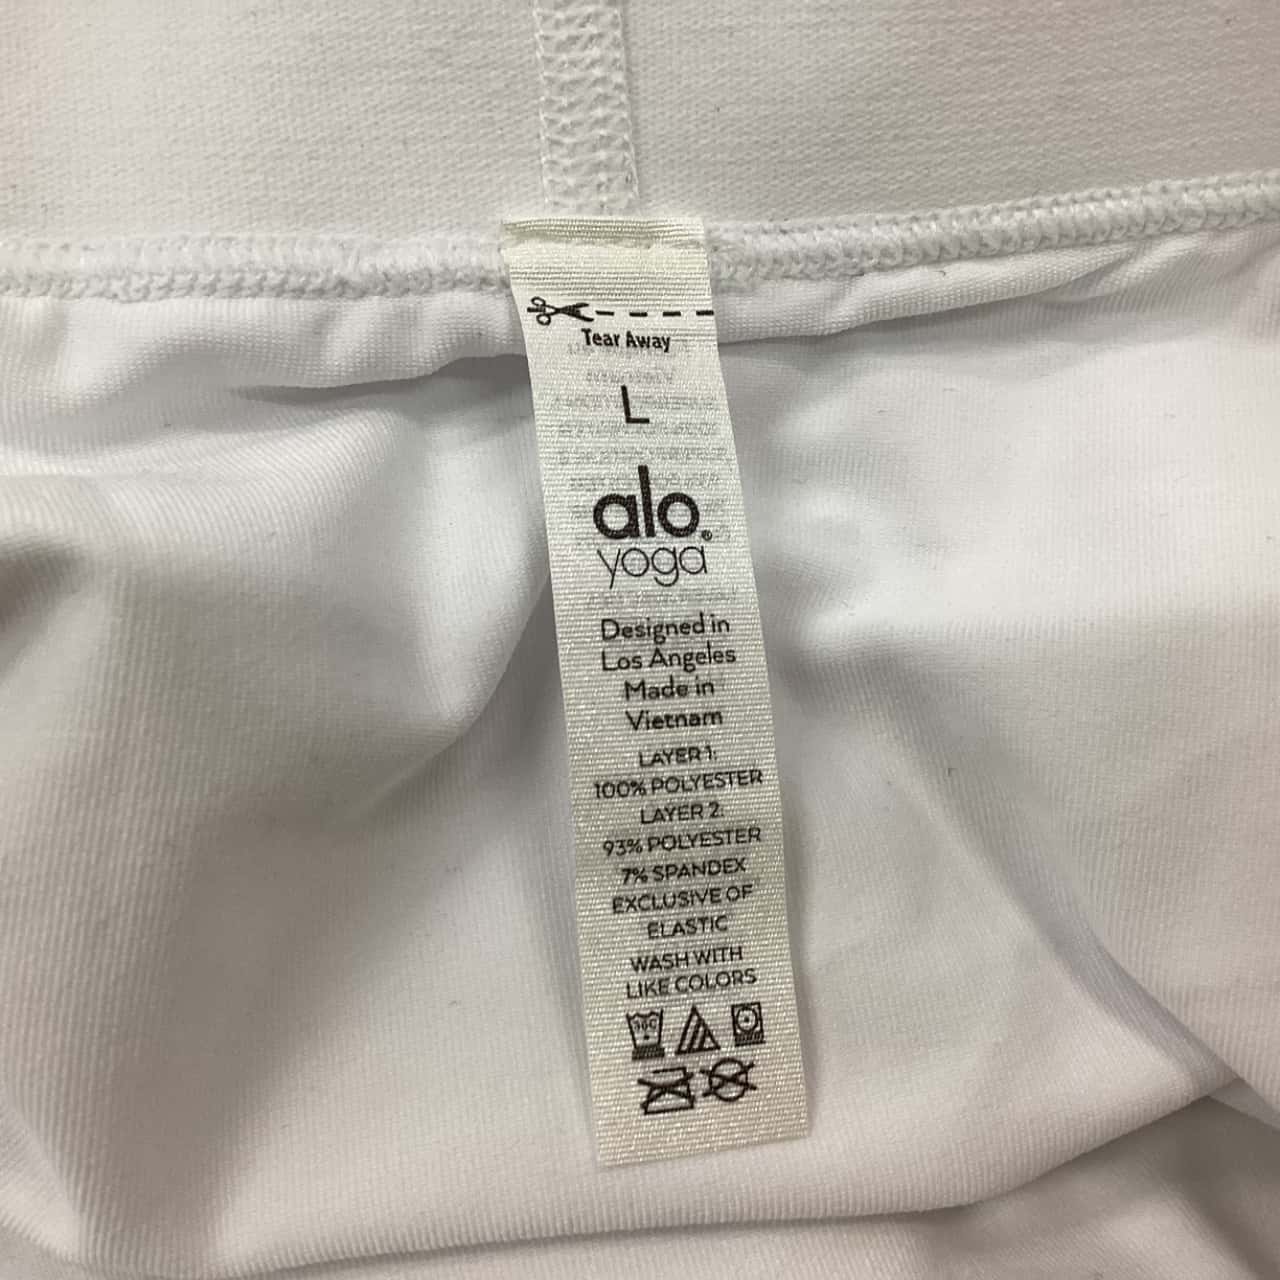 Tear Away
L
alo®
yoga
Designed in
Los Angeles
Made in
Vietnam
LAYER 1:
100% POLYESTER
LAYER 2:
93% POLYESTER
7% SPANDEX
EXCLUSIVE OF
ELASTIC
WASH WITH
LIKE COLORS
30C